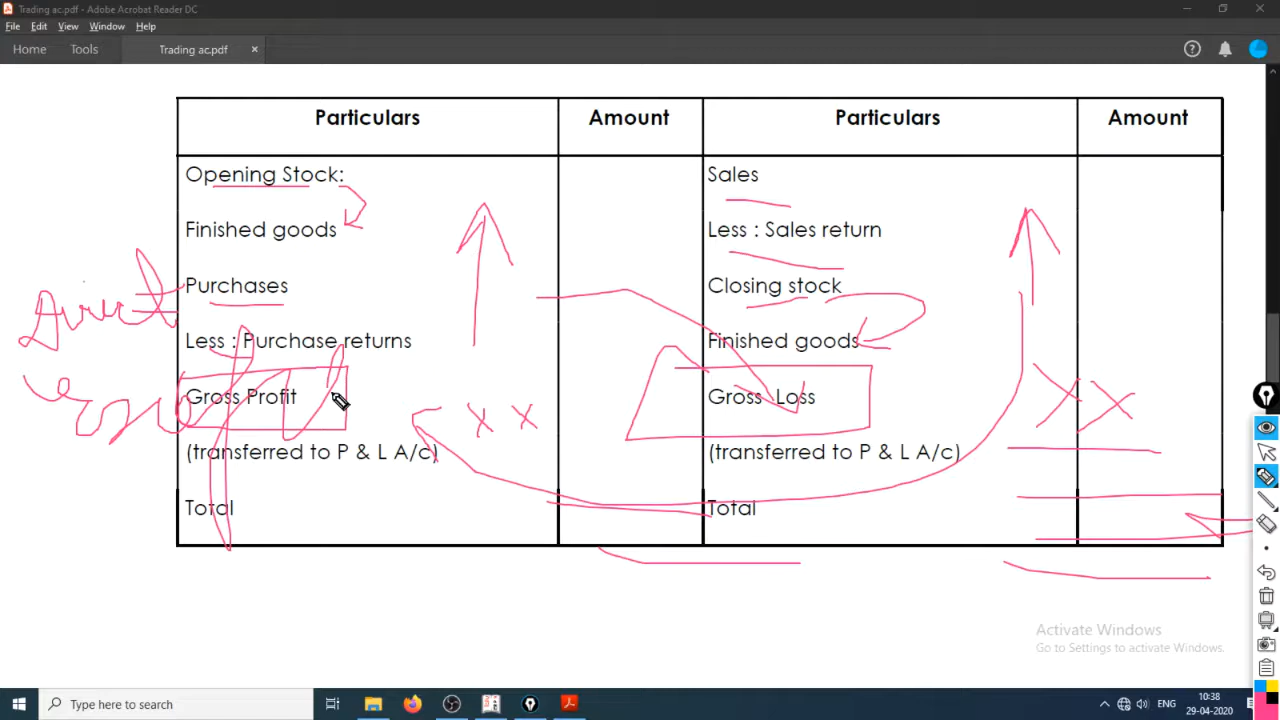 Trading ac.pdf - Adobe Acrobat Reader DC
File Edit View Window Help
Home Tools Trading ac.pdf ×
Particulars Amount Particulars Amount
Opening Stock: Sales
Finished goods Less : Sales return
Purchases Closing stock
Less : Purchase returns Finished goods
Gross Profit Gross Loss
(transferred to P & L A/c) (transferred to P & L A/c)
Total Total
Direct
x x
XX
Activate Windows
Go to Settings to activate Windows.
Type here to search
ENG
10:38
29-04-2020